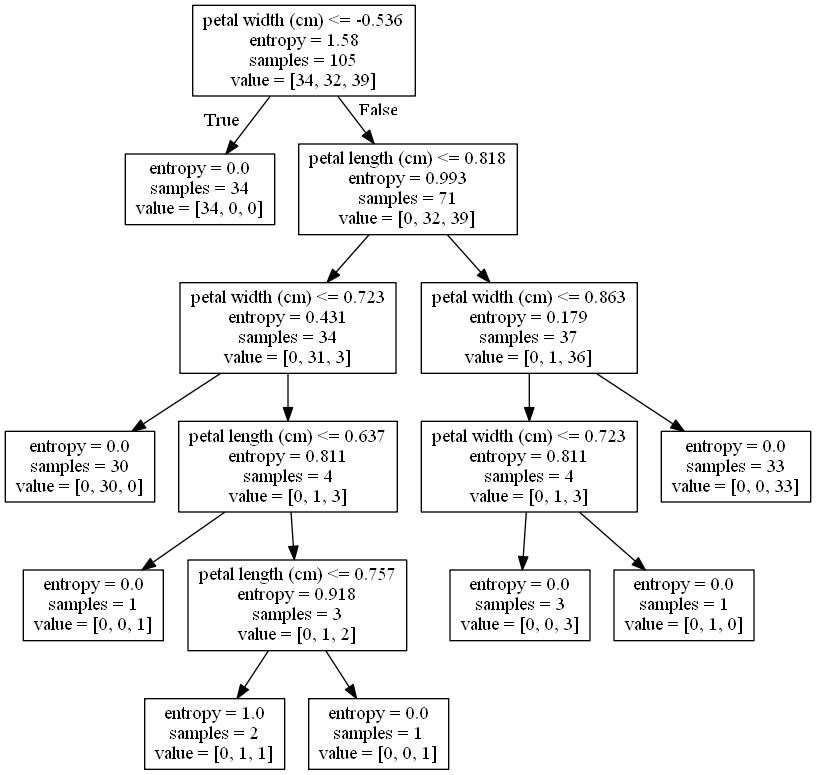 petal width (cm) <= -0.536
entropy = 1.58
samples = 105
value = [34, 32, 39]
True
False
entropy = 0.0
samples = 34
value = [34, 0, 0]
petal length (cm) <= 0.818
entropy = 0.993
samples = 71
value = [0, 32, 39]
petal width (cm) <= 0.723
entropy = 0.431
samples = 34
value = [0, 31, 3]
petal width (cm) <= 0.863
entropy = 0.179
samples = 37
value = [0, 1, 36]
entropy = 0.0
samples = 30
value = [0, 30, 0]
petal length (cm) <= 0.637
entropy = 0.811
samples = 4
value = [0, 1, 3]
petal width (cm) <= 0.723
entropy = 0.811
samples = 4
value = [0, 1, 3]
entropy = 0.0
samples = 33
value = [0, 0, 33]
entropy = 0.0
samples = 1
value = [0, 0, 1]
petal length (cm) <= 0.757
entropy = 0.918
samples = 3
value = [0, 1, 2]
entropy = 0.0
samples = 3
value = [0, 0, 3]
entropy = 0.0
samples = 1
value = [0, 1, 0]
entropy = 1.0
samples = 2
value = [0, 1, 1]
entropy = 0.0
samples = 1
value = [0, 0, 1]